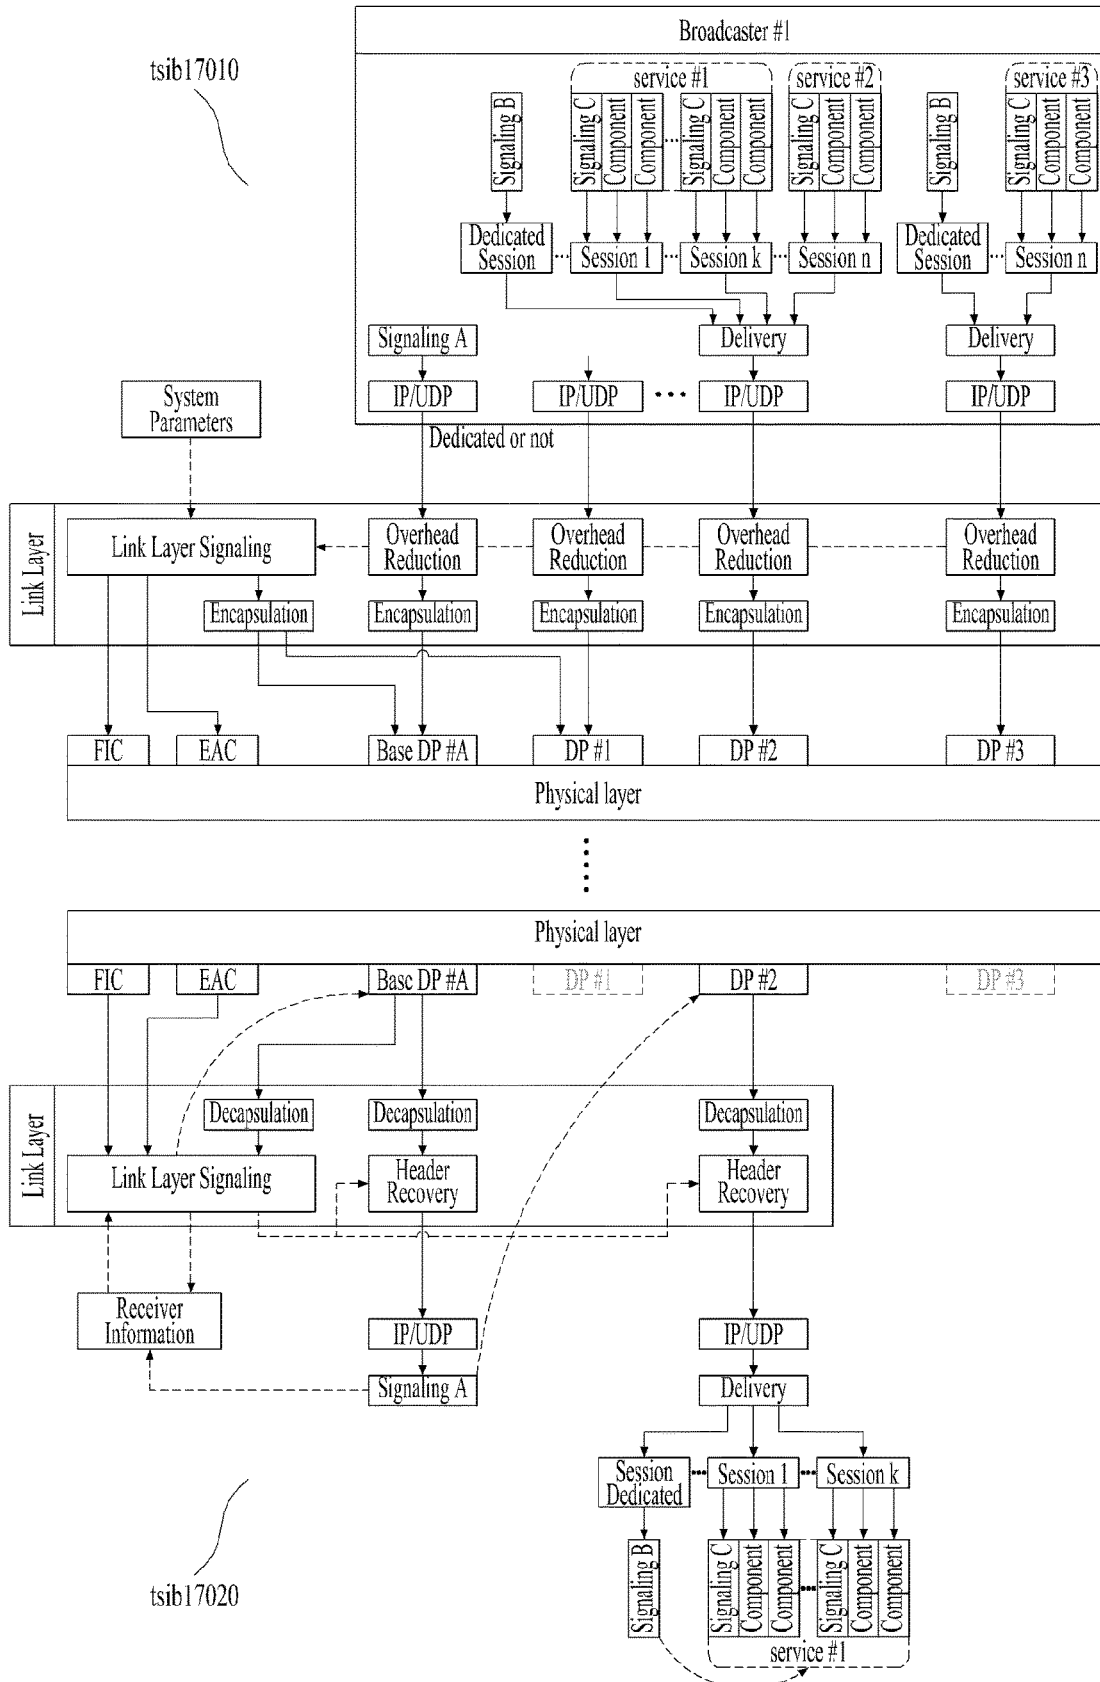 Broadcaster #1
tsib17010
service #1
service #2
service #3
Signaling B
Signaling C
Component
Component
Signaling C
Component
Component
Signaling C
Component
Component
Signaling B
Signaling C
Component
Component
Dedicated
Session
Session 1
Session k
Session n
Dedicated
Session
Session n
Signaling A
Delivery
Delivery
System
Parameters
IP/UDP
IP/UDP
IP/UDP
IP/UDP
Dedicated or not
Link Layer
Link Layer Signaling
Overhead
Reduction
Overhead
Reduction
Overhead
Reduction
Overhead
Reduction
Encapsulation
Encapsulation
Encapsulation
Encapsulation
Encapsulation
FIC
EAC
Base DP #A
DP #1
DP #2
DP #3
Physical layer
Physical layer
FIC
EAC
Base DP #A
DP #1
DP #2
DP #3
Link Layer
Decapsulation
Decapsulation
Decapsulation
Link Layer Signaling
Header
Recovery
Header
Recovery
Receiver
Information
IP/UDP
IP/UDP
Signaling A
Delivery
Session
Dedicated
Session 1
Session k
tsib17020
Signaling B
Signaling C
Component
Component
Signaling C
Component
Component
service #1